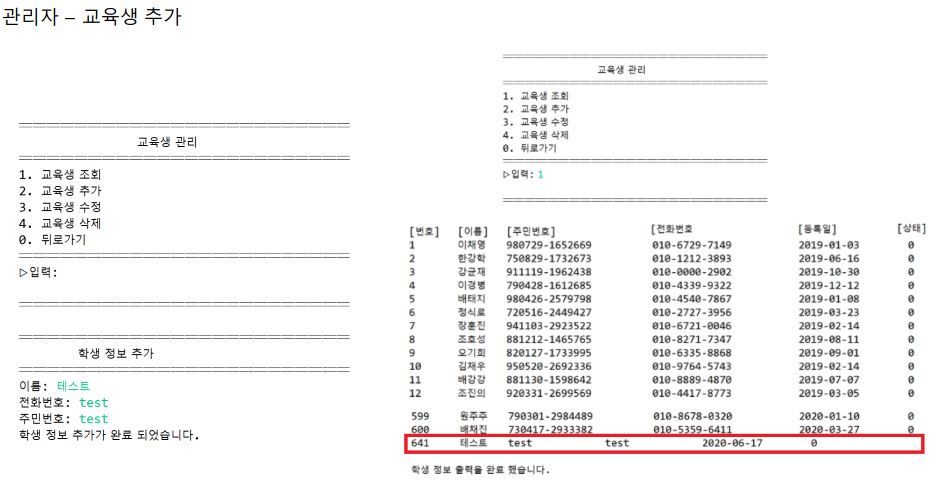 관리자 – 교육생 추가
교육생 관리
1. 교육생 조회
2. 교육생 추가
3. 교육생 수정
4. 교육생 삭제
0. 뒤로가기
▷입력:
학생 정보 추가
이름: 테스트
전화번호: test
주민번호: test
학생 정보 추가가 완료 되었습니다.
교육생 관리
1. 교육생 조회
2. 교육생 추가
3. 교육생 수정
4. 교육생 삭제
0. 뒤로가기
▷입력: 1
[번호] [이름] [주민번호] [전화번호 [등록일] [상태]
1 이채영 980729-1652669 010-6729-7149 2019-01-03 0
2 한강학 750829-1732673 010-1212-3893 2019-06-16 0
3 강균재 911119-1962438 010-0000-2902 2019-10-30 0
4 이경병 790428-1612685 010-4339-9322 2019-12-12 0
5 배태지 980426-2579798 010-4540-7867 2019-01-08 0
6 정식로 720516-2449427 010-2727-3956 2019-03-23 0
7 장훈진 941103-2923522 010-6721-0046 2019-02-14 0
8 조호성 881212-1465765 010-8271-7347 2019-08-11 0
9 오기희 820127-1733995 010-6335-8868 2019-09-01 0
10 김채우 950520-2692336 010-9764-5743 2019-02-14 0
11 배강강 881130-1598642 010-8889-4870 2019-07-07 0
12 조진의 920331-2699569 010-4417-8773 2019-03-05 0
599 원주주 790301-2984489 010-8678-0320 2020-01-10 0
600 배채진 730417-2933382 010-5359-6411 2020-03-27 0
641 테스트 test test 2020-06-17 0
학생 정보 출력을 완료 했습니다.